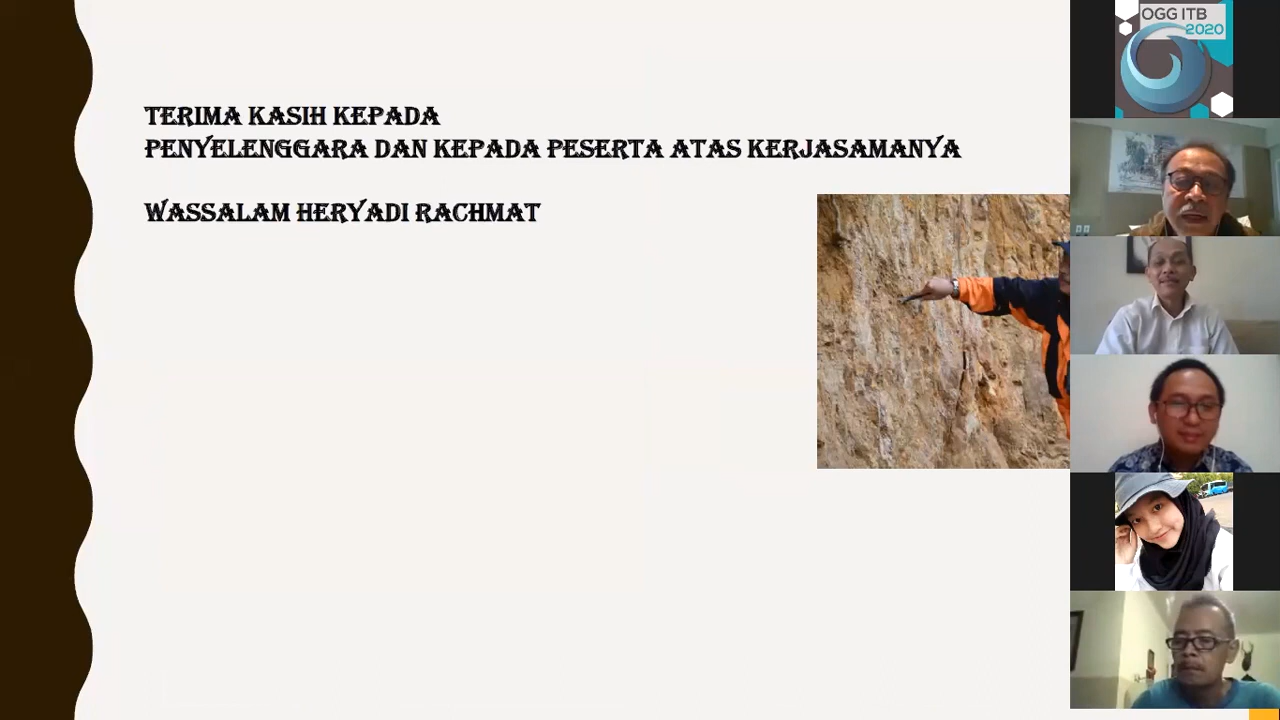 TERIMA KASIH KEPADA
PENYELENGGARA DAN KEPADA PESERTA ATAS KERJASAMANYA
WASSALAM HERYADI RACHMAT
OGG ITB
2020